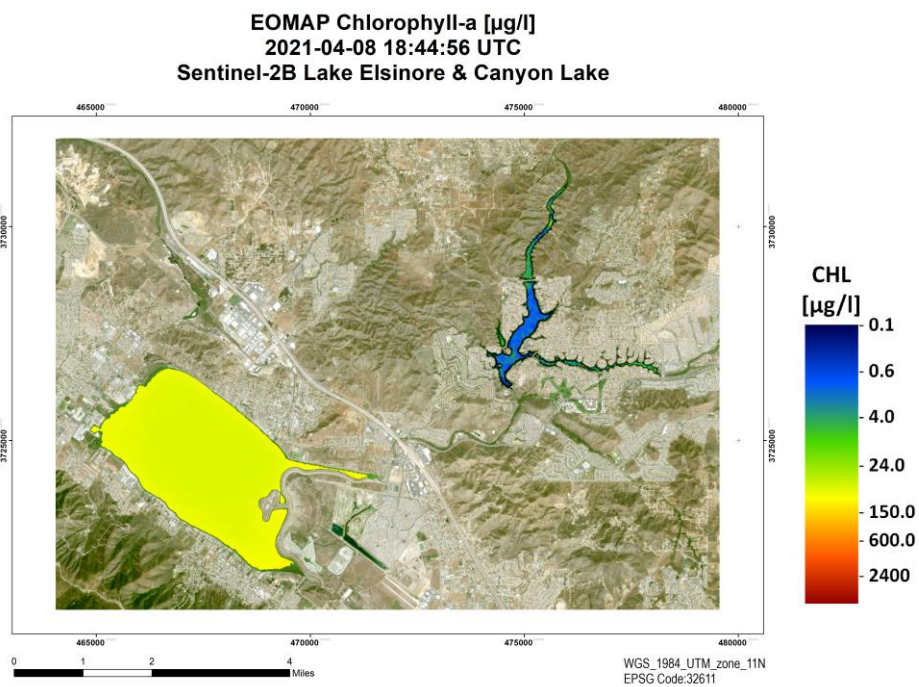 EOMAP Chlorophyll-a [µg/l]
2021-04-08 18:44:56 UTC
Sentinel-2B Lake Elsinore & Canyon Lake
465000 470000 475000 480000
3730000 3730000
3725000 3725000
CHL
[µg/l]
0.1
0.6
4.0
24.0
150.0
600.0
2400
465000 470000 475000 480000
0 1 2 4
Miles
WGS_1984_UTM_zone_11N
EPSG Code:32611